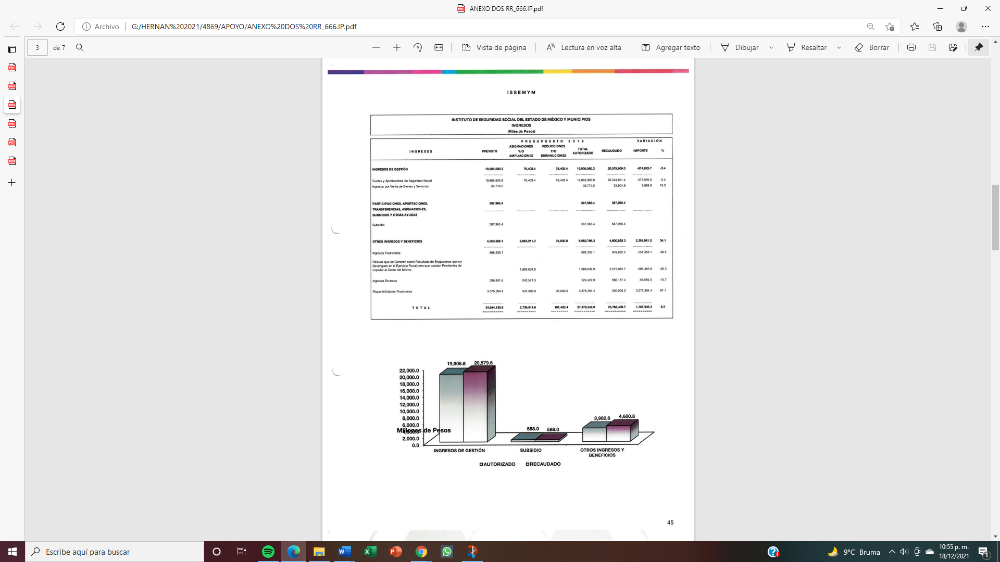 ANEXO DOS RR_666.IP.pdf
Archivo
G:/HERNAN%202021/4869/APOYO/ANEXO%20DOS%20RR_666.IP.pdf
3 de 7
Vista de página
Lectura en voz alta
Agregar texto
Dibujar
Resaltar
Borrar
ISSEMYM
INSTITUTO DE SEGURIDAD SOCIAL DEL ESTADO DE MÉXICO Y MUNICIPIOS
INGRESOS
(Miles de Pesos)
PRESUPUESTO 2018 VARIACIÓN
INGRESOS PREVISTO ASIGNACIONES Y/O AMPLIACIONES REDUCCIONES Y/O DISMINUCIONES TOTAL AUTORIZADO RECAUDADO IMPORTE %
INGRESOS DE GESTIÓN 19,905,580.3 76,403.4 76,403.4 19,905,580.3 20,579,606.0 -674,025.7 -3.4
Cuotas y Aportaciones de Seguridad Social 19,865,805.8 76,403.4 76,403.4 19,865,805.8 20,543,801.4 -677,995.6 -3.4
Ingresos por Venta de Bienes y Servicios 39,774.5 39,774.5 35,804.6 3,969.9 10.0
PARTICIPACIONES, APORTACIONES, 587,965.4 587,965.4 587,965.4
TRANSFERENCIAS, ASIGNACIONES,
SUBSIDIOS Y OTRAS AYUDAS
Subsidio 587,965.4 587,965.4 587,965.4
OTROS INGRESOS Y BENEFICIOS 4,350,585.1 2,663,211.2 31,000.0 6,982,796.3 4,600,835.3 2,381,961.0 34.1
Ingresos Financieros 688,339.1 688,339.1 939,692.2 -251,353.1 -36.5
Pasivos que se Generen como Resultado de Erogaciones que se
Devenguen en el Ejercicio Fiscal pero que quedan Pendientes de
Liquidar al Cierre del Mismo 1,889,639.9 1,889,639.9 2,575,025.7 -685,385.8 -36.3
Ingresos Diversos 286,851.6 242,571.3 529,422.9 586,117.4 -56,694.5 -10.7
Disponibilidades Financieras 3,375,394.4 531,000.0 31,000.0 3,875,394.4 500,000.0 3,375,394.4 87.1
TOTAL 24,844,130.8 2,739,614.6 107,403.4 27,476,342.0 25,768,406.7 1,707,935.3 6.2
19,905.6 20,579.6
22,000.0
20,000.0
18,000.0
16,000.0
14,000.0
12,000.0
10,000.0
8,000.0
6,000.0
4,000.0
2,000.0
0.0
Millones de Pesos
588.0 588.0
3,982.8 4,600.8
INGRESOS DE GESTIÓN
SUBSIDIO
OTROS INGRESOS Y
BENEFICIOS
AUTORIZADO RECAUDADO
45
Escribe aquí para buscar
9°C Bruma
10:55 p. m.
18/12/2021
1